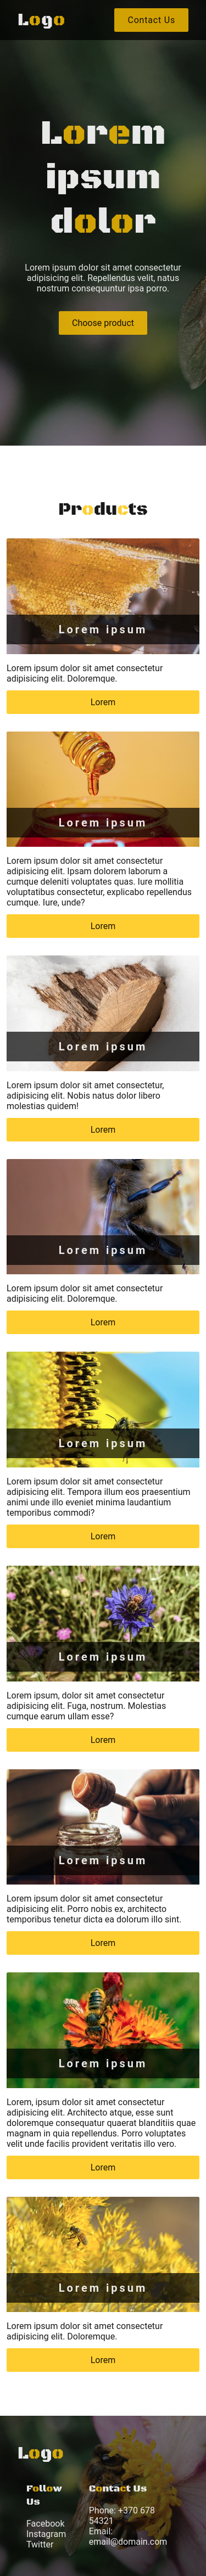 Logo
Contact Us
Lorem
ipsum
dolor
Lorem ipsum dolor sit amet consectetur
adipisicing elit. Repellendus velit, natus
nostrum consequuntur ipsa porro.
Choose product
Products
Lorem ipsum
Lorem ipsum dolor sit amet consectetur
adipisicing elit. Doloremque.
Lorem
Lorem ipsum
Lorem ipsum dolor sit amet consectetur
adipisicing elit. Ipsam dolorem laborum a
cumque deleniti voluptates quas. Iure mollitia
voluptatibus consectetur, explicabo repellendus
cumque. Iure, unde?
Lorem
Lorem ipsum
Lorem ipsum dolor sit amet consectetur,
adipisicing elit. Nobis natus dolor libero
molestias quidem!
Lorem
Lorem ipsum
Lorem ipsum dolor sit amet consectetur
adipisicing elit. Doloremque.
Lorem
Lorem ipsum
Lorem ipsum dolor sit amet consectetur
adipisicing elit. Tempora illum eos praesentium
animi unde illo eveniet minima laudantium
temporibus commodi?
Lorem
Lorem ipsum
Lorem ipsum, dolor sit amet consectetur
adipisicing elit. Fuga, nostrum. Molestias
cumque earum ullam esse?
Lorem
Lorem ipsum
Lorem ipsum dolor sit amet consectetur
adipisicing elit. Porro nobis ex, architecto
temporibus tenetur dicta ea dolorum illo sint.
Lorem
Lorem ipsum
Lorem, ipsum dolor sit amet consectetur
adipisicing elit. Architecto atque, esse sunt
doloremque consequatur quaerat blanditiis quae
magnam in quia repellendus. Porro voluptates
velit unde facilis provident veritatis illo vero.
Lorem
Lorem ipsum
Lorem ipsum dolor sit amet consectetur
adipisicing elit. Doloremque.
Lorem
Logo
Follow
Us
Facebook
Instagram
Twitter
Contact Us
Phone: +370 678
54321
Email:
email@domain.com